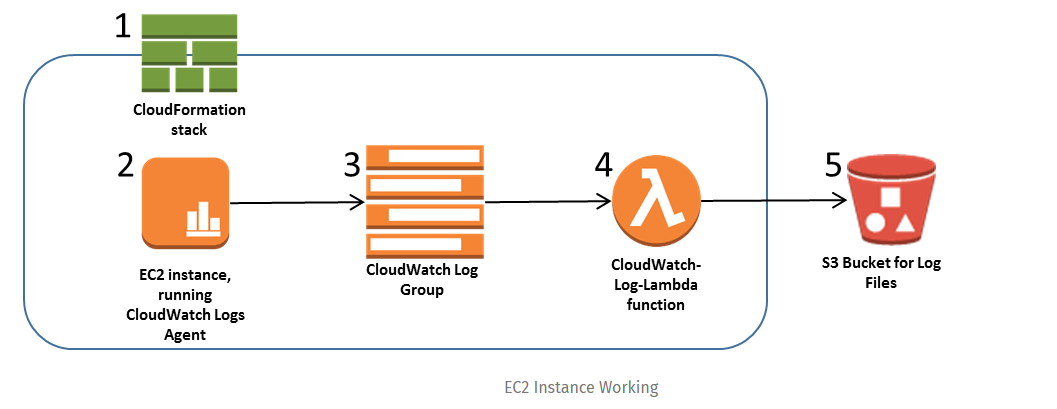 1
CloudFormation
stack
2
EC2 instance,
running
CloudWatch Logs
Agent
3
CloudWatch Log
Group
4
CloudWatch-
Log-Lambda
function
5
S3 Bucket for Log
Files
EC2 Instance Working